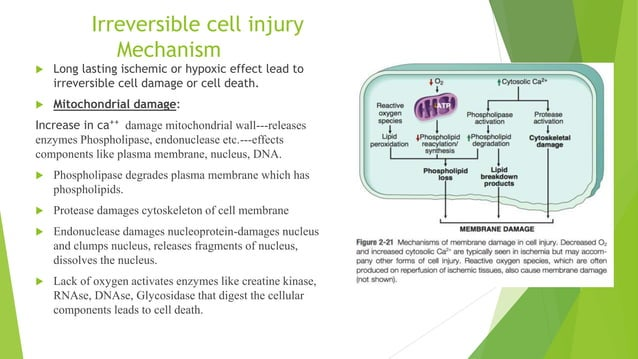 Irreversible cell injury
Mechanism
Long lasting ischemic or hypoxic effect lead to
irreversible cell damage or cell death.
Mitochondrial damage:
Increase in ca⁺⁺ damage mitochondrial wall---releases
enzymes Phospholipase, endonuclease etc.---effects
components like plasma membrane, nucleus, DNA.
Phospholipase degrades plasma membrane which has
phospholipids.
Protease damages cytoskeleton of cell membrane
Endonuclease damages nucleoprotein-damages nucleus
and clumps nucleus, releases fragments of nucleus,
dissolves the nucleus.
Lack of oxygen activates enzymes like creatine kinase,
RNAse, DNAse, Glycosidase that digest the cellular
components leads to cell death.
↓O₂
↑Cytosolic Ca²⁺
↓ATP
Reactive
oxygen
species
Phospholipase
activation
Protease
activation
Lipid
peroxidation
↓Phospholipid
reacylation/
synthesis
↑Phospholipid
degradation
Cytoskeletal
damage
Phospholipid
loss
Lipid
breakdown
products
MEMBRANE DAMAGE
Figure 2-21 Mechanisms of membrane damage in cell injury. Decreased O₂
and increased cytosolic Ca²⁺ are typically seen in ischemia but may accom-
pany other forms of cell injury. Reactive oxygen species, which are often
produced on reperfusion of ischemic tissues, also cause membrane damage
(not shown).